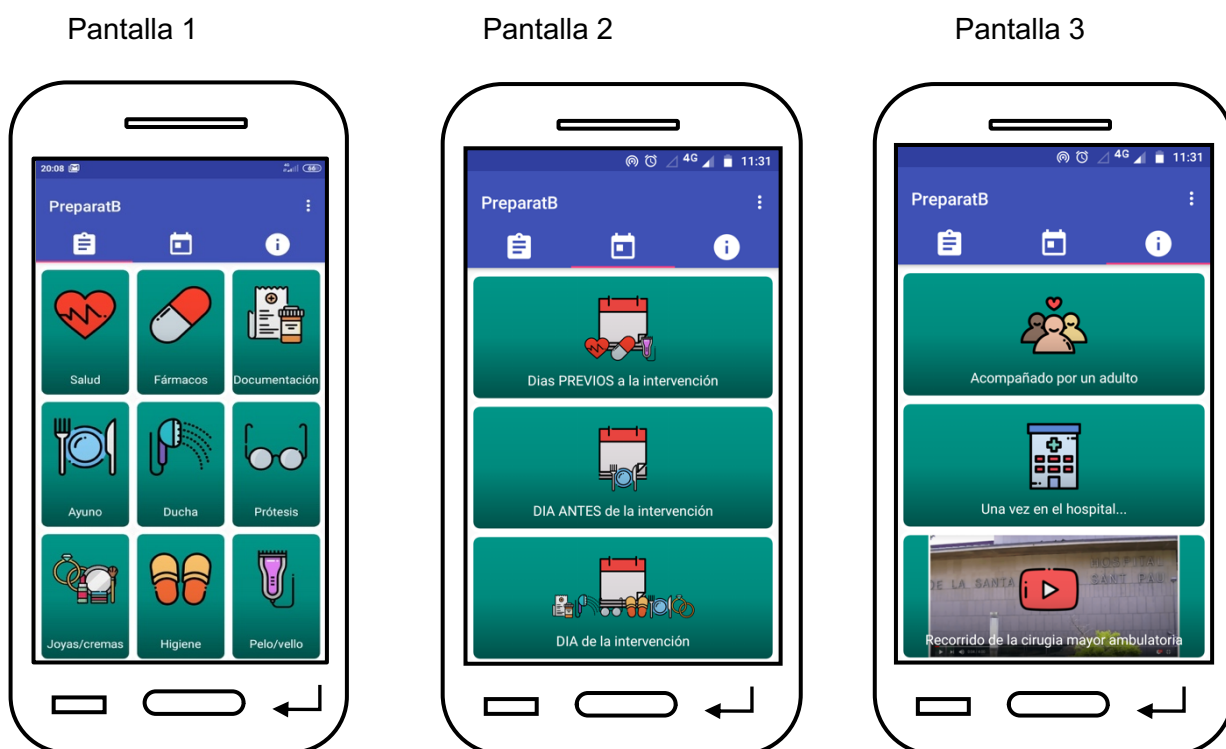 Pantalla 1
Pantalla 2
Pantalla 3
20:08
PreparatB
Salud
Fármacos
Documentación
Ayuno
Ducha
Prótesis
Joyas/cremas
Higiene
Pelo/vello
4G
11:31
PreparatB
Dias PREVIOS a la intervención
DIA ANTES de la intervención
DIA de la intervención
4G
11:31
PreparatB
Acompañado por un adulto
Una vez en el hospital...
HOSPITAL
DE LA SANTA
SANT PAU
Recorrido de la cirugia mayor ambulatoria